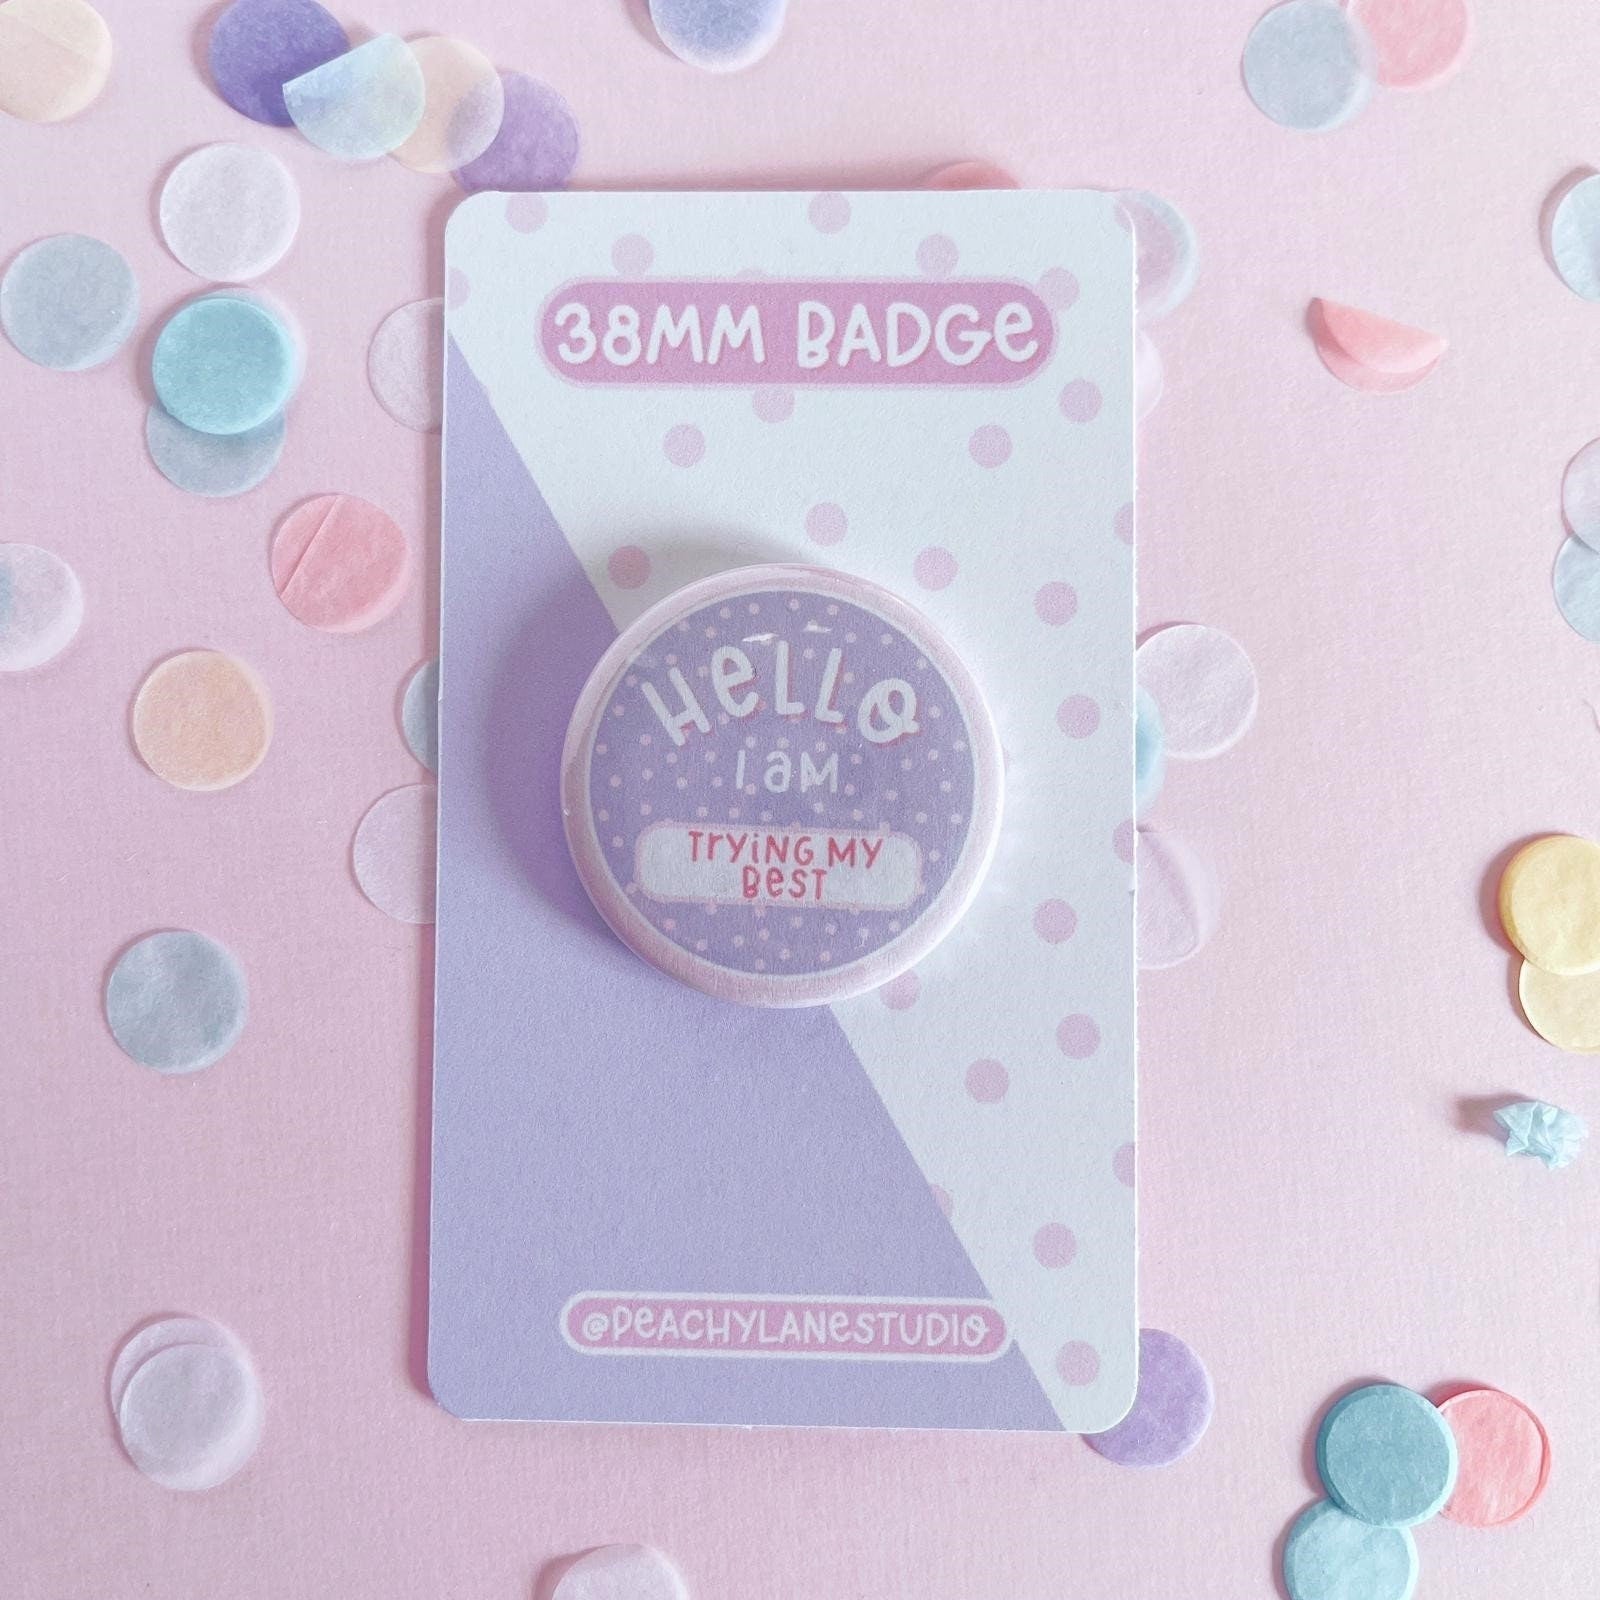 38MM BADGe
HeLLO
I aM
TrYiNG MY
BesT
@PeACHYLANeSTUDIO